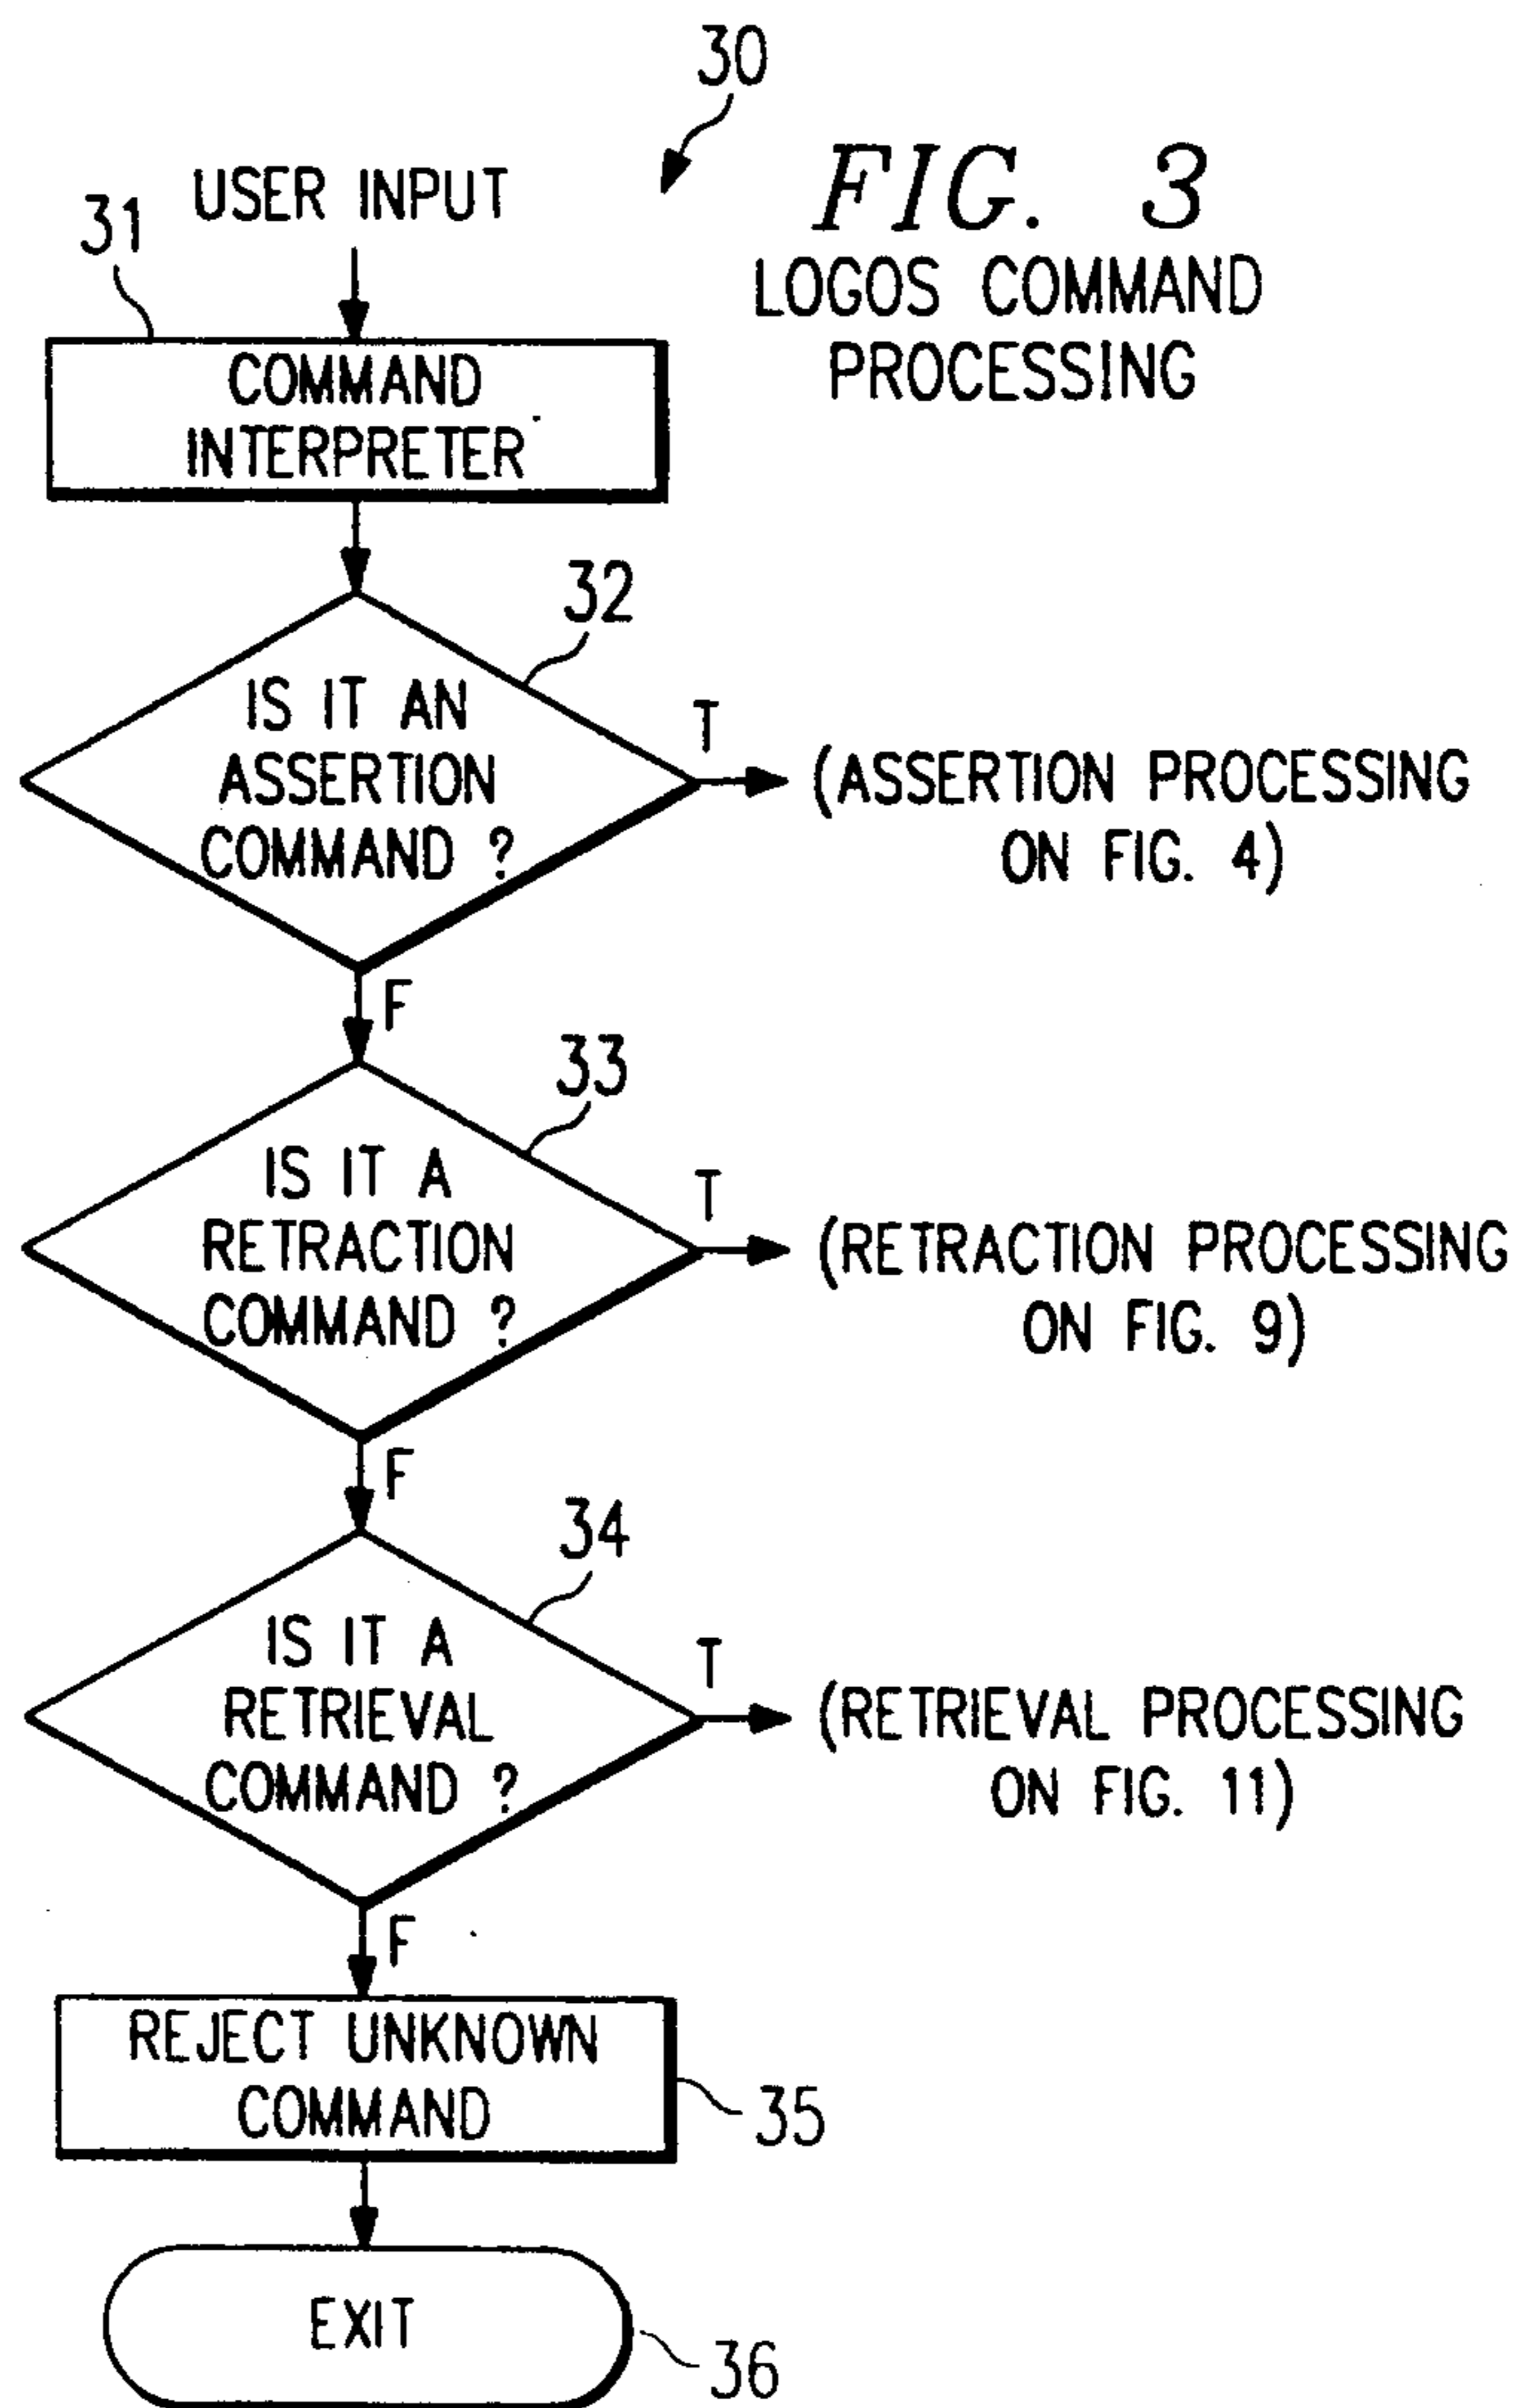 30
FIG. 3
LOGOS COMMAND
PROCESSING
USER INPUT
31
COMMAND
INTERPRETER
32
IS IT AN
ASSERTION
COMMAND ?
T
(ASSERTION PROCESSING
ON FIG. 4)
F
33
IS IT A
RETRACTION
COMMAND ?
T
(RETRACTION PROCESSING
ON FIG. 9)
F
34
IS IT A
RETRIEVAL
COMMAND ?
T
(RETRIEVAL PROCESSING
ON FIG. 11)
F
REJECT UNKNOWN
COMMAND
35
EXIT
36